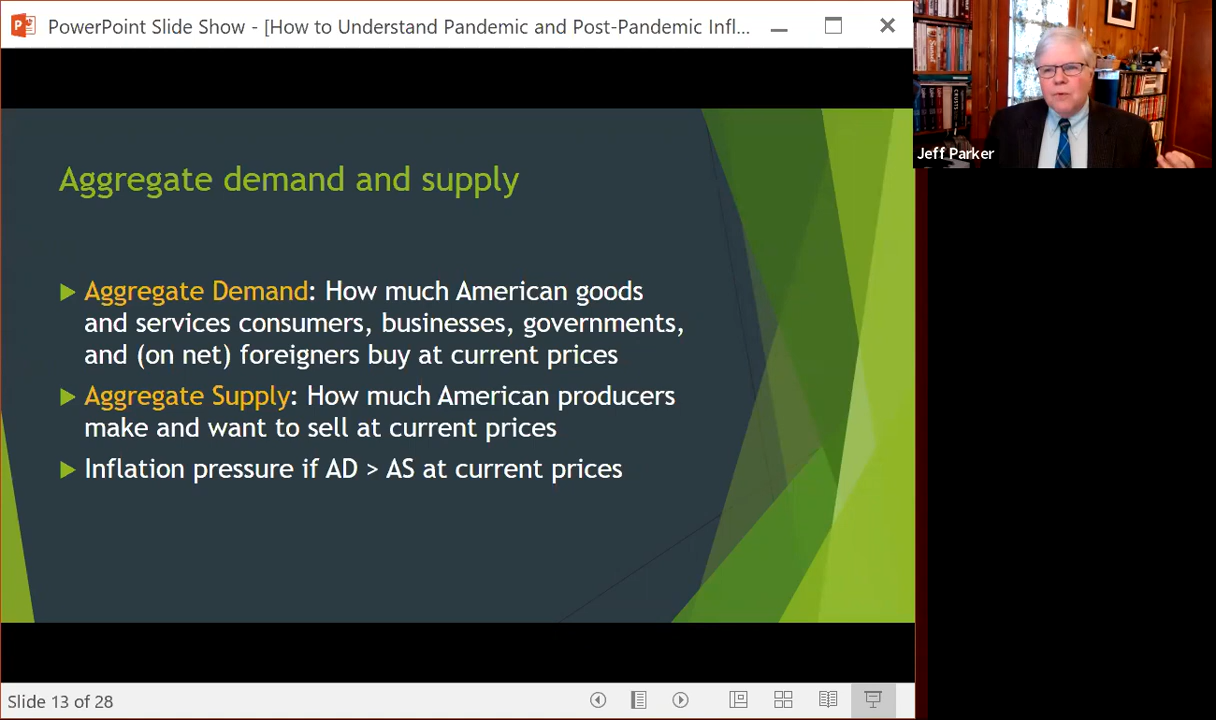 PowerPoint Slide Show - [How to Understand Pandemic and Post-Pandemic Infl...
Jeff Parker
Aggregate demand and supply
Aggregate Demand: How much American goods
and services consumers, businesses, governments,
and (on net) foreigners buy at current prices
Aggregate Supply: How much American producers
make and want to sell at current prices
Inflation pressure if AD > AS at current prices
Slide 13 of 28